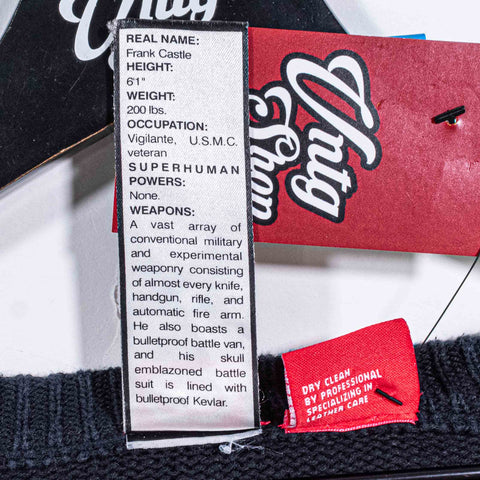 Vntg
REAL NAME:
Frank Castle
HEIGHT:
6'1"
WEIGHT:
200 lbs.
OCCUPATION:
Vigilante, U.S.M.C.
veteran
SUPERHUMAN
POWERS:
None.
WEAPONS:
A vast array of
conventional military
and experimental
weaponry consisting
of almost every knife,
handgun, rifle, and
automatic fire arm.
He also boasts a
bulletproof battle van,
and his skull
emblazoned battle
suit is lined with
bulletproof Kevlar.
Vntg
Shop
DRY CLEAN
BY PROFESSIONAL
SPECIALIZING IN
LEATHER CARE